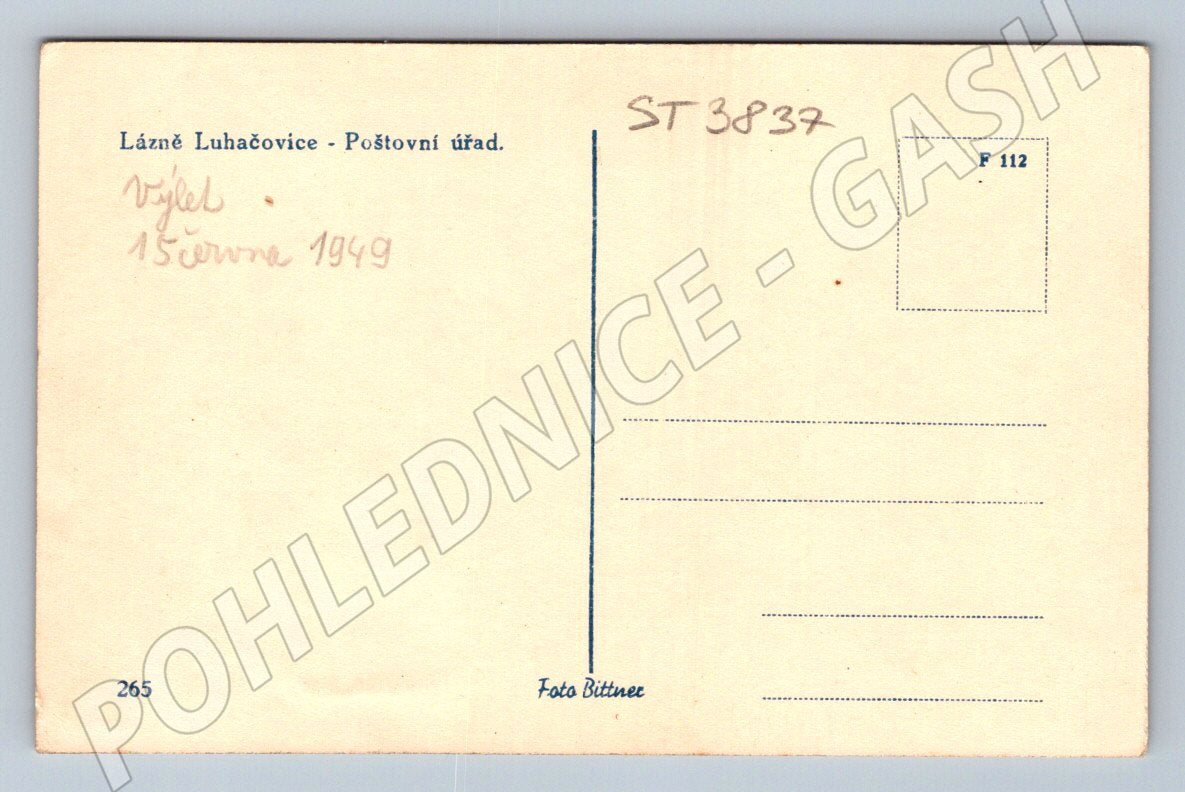 Lázně Luhačovice - Poštovní úřad.
Výlet
15 června 1949
265
Foto Bittner
ST 3837
F 112
POHLEDNICE - GASH